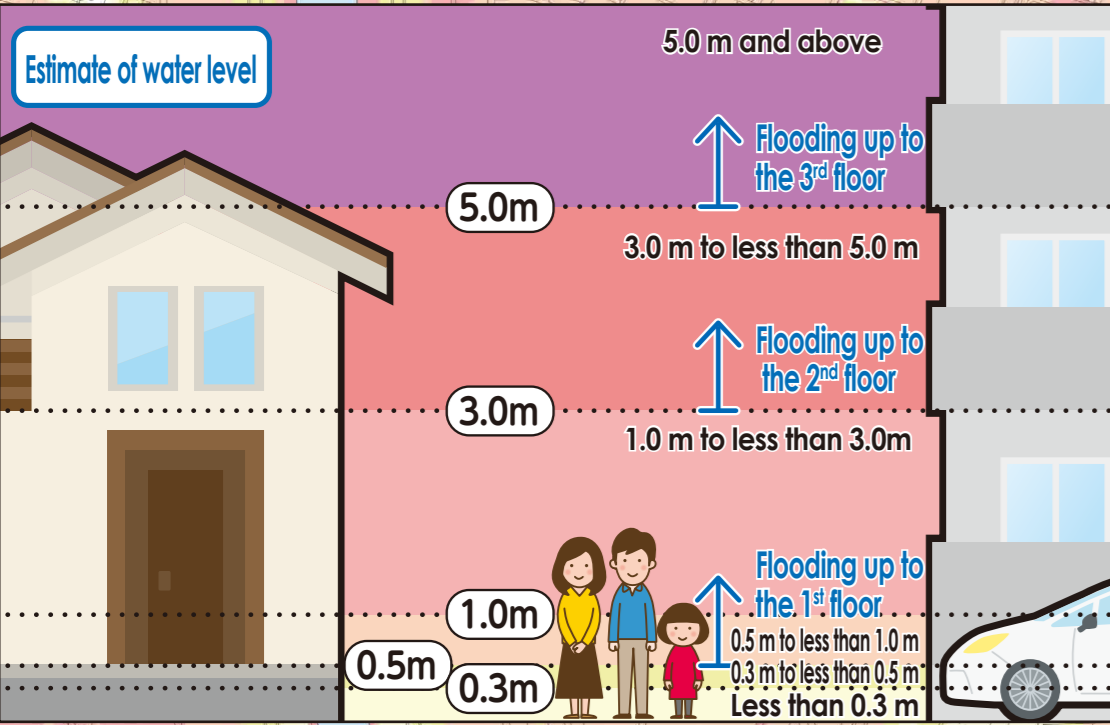 Estimate of water level
5.0 m and above
Flooding up to
the 3rd floor
5.0m
3.0 m to less than 5.0 m
Flooding up to
the 2nd floor
3.0m
1.0 m to less than 3.0m
Flooding up to
the 1st floor
1.0m
0.5 m to less than 1.0 m
0.5m
0.3 m to less than 0.5 m
0.3m
Less than 0.3 m